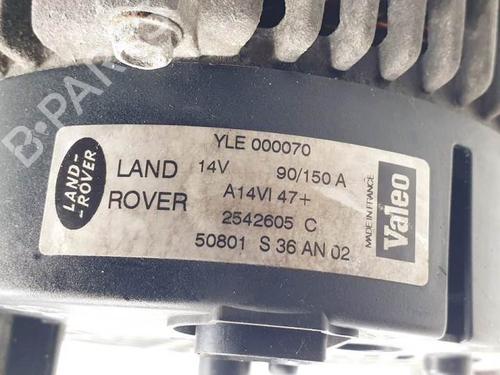 B-PARTS
YLE 000070
LAND-ROVER
LAND ROVER
14V 90/150 A
A14VI 47+
2542605 C
50801 S 36 AN 02
MADE IN FRANCE
Valeo